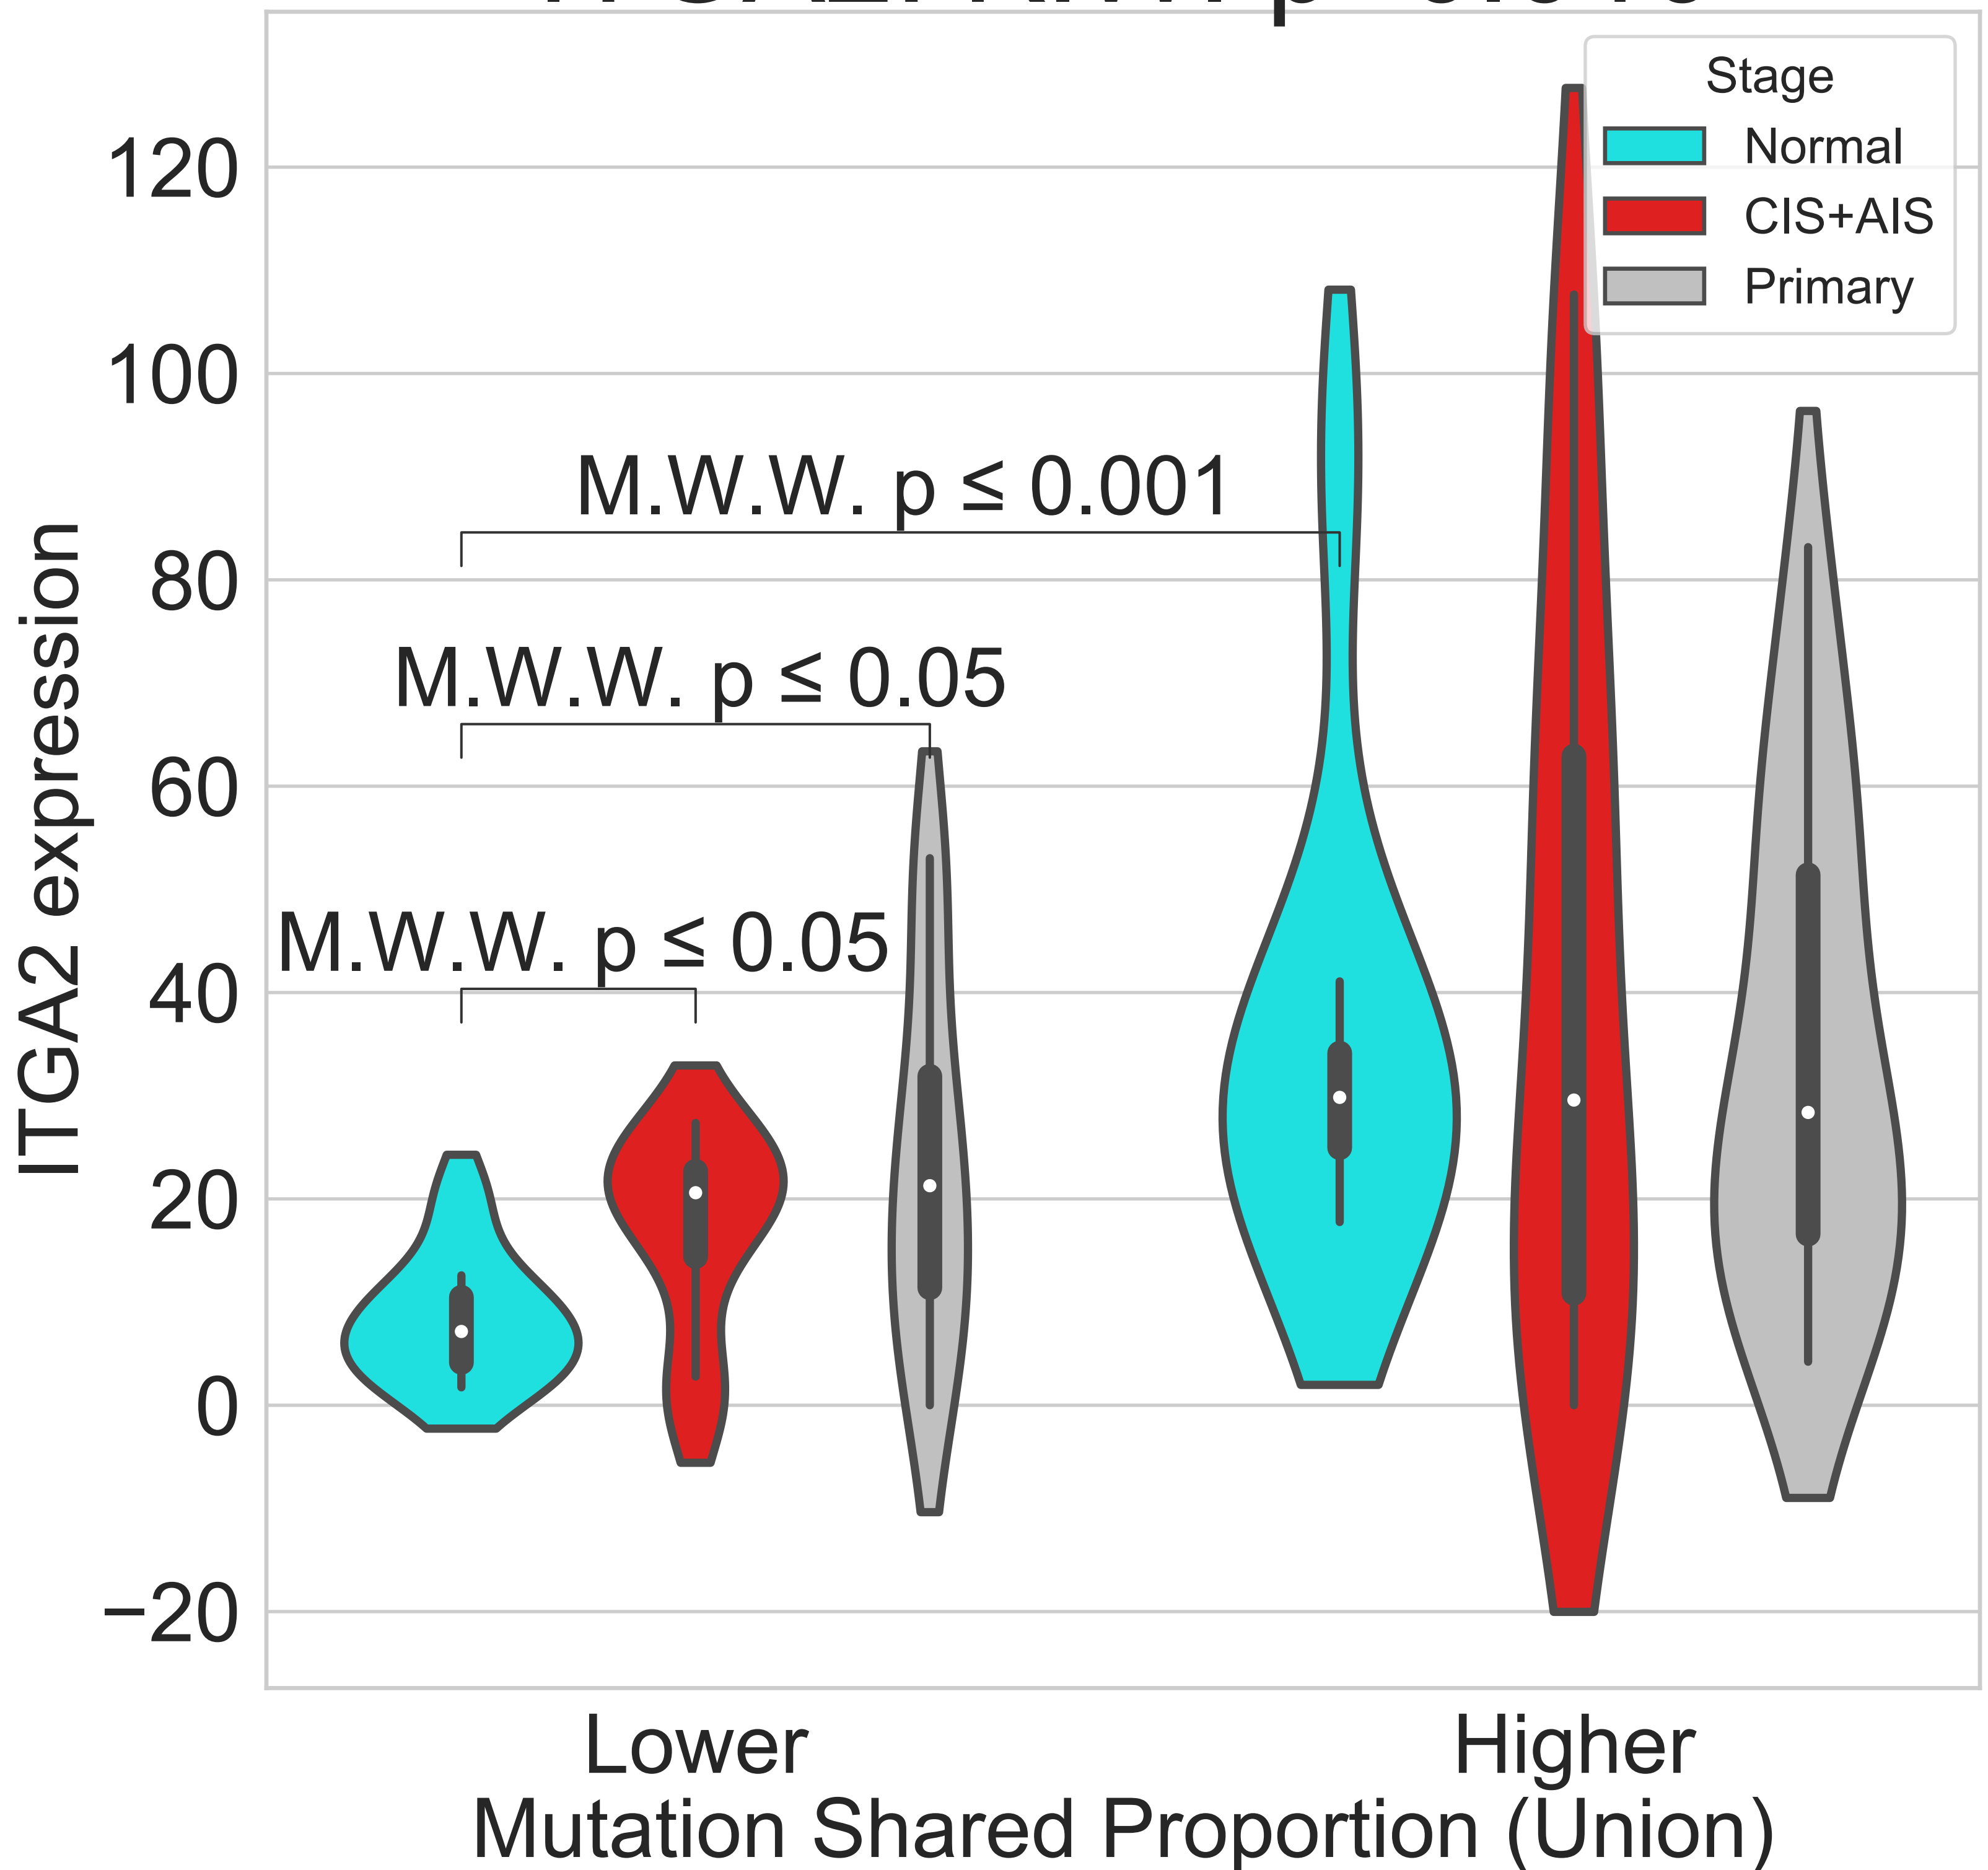 Stage
Normal
CIS+AIS
Primary
120
100
80
60
40
20
0
−20
ITGA2 expression
M.W.W. p ≤ 0.001
M.W.W. p ≤ 0.05
M.W.W. p ≤ 0.05
Lower
Higher
Mutation Shared Proportion (Union)